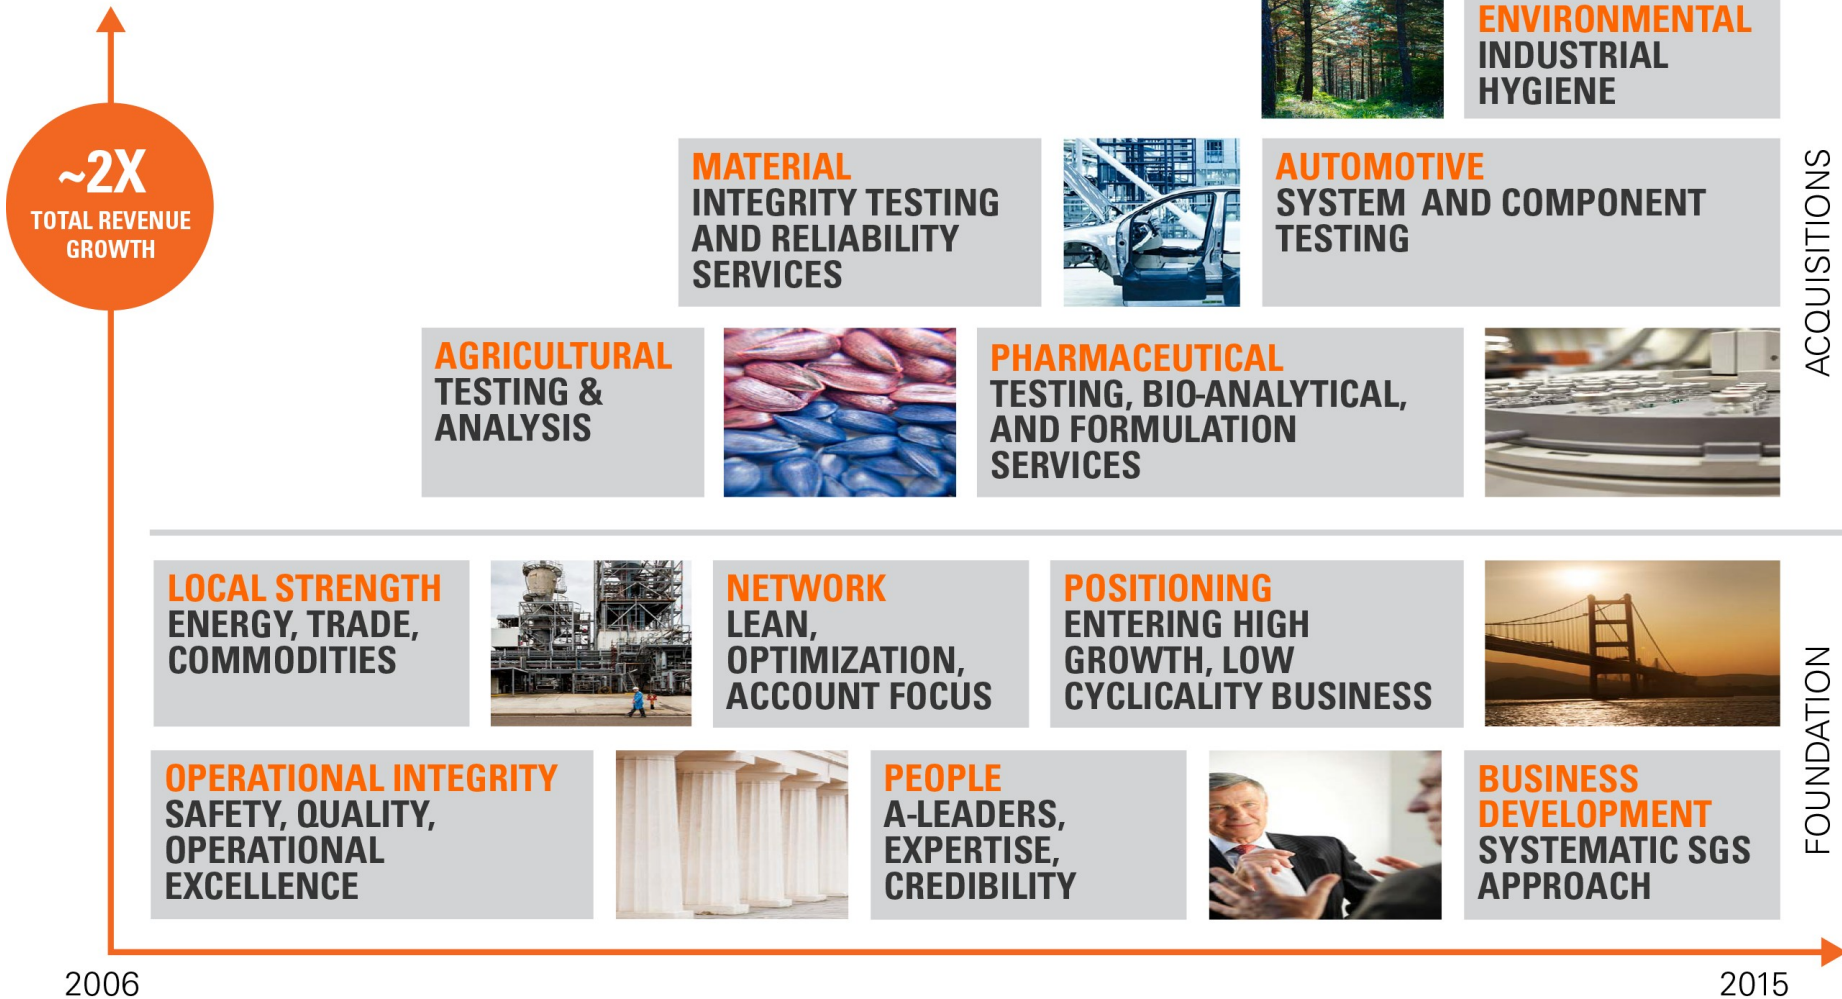 ENVIRONMENTAL
INDUSTRIAL
HYGIENE
~2X
TOTAL REVENUE
GROWTH
MATERIAL
INTEGRITY TESTING
AND RELIABILITY
SERVICES
AUTOMOTIVE
SYSTEM AND COMPONENT
TESTING
AGRICULTURAL
TESTING &
ANALYSIS
PHARMACEUTICAL
TESTING, BIO-ANALYTICAL,
AND FORMULATION
SERVICES
ACQUISITIONS
LOCAL STRENGTH
ENERGY, TRADE,
COMMODITIES
NETWORK
LEAN,
OPTIMIZATION,
ACCOUNT FOCUS
POSITIONING
ENTERING HIGH
GROWTH, LOW
CYCLICALITY BUSINESS
OPERATIONAL INTEGRITY
SAFETY, QUALITY,
OPERATIONAL
EXCELLENCE
PEOPLE
A-LEADERS,
EXPERTISE,
CREDIBILITY
BUSINESS
DEVELOPMENT
SYSTEMATIC SGS
APPROACH
FOUNDATION
2006
2015